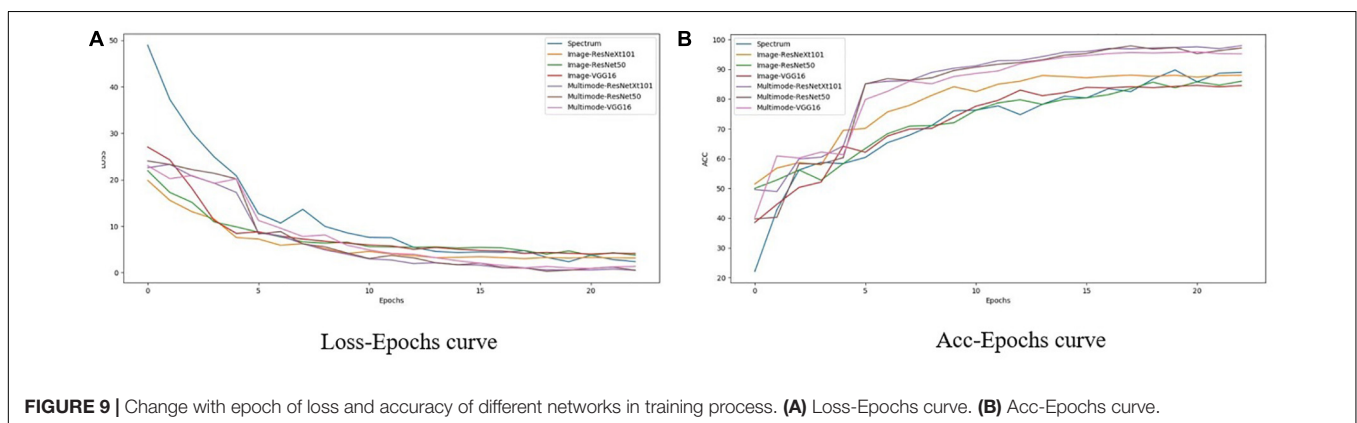 A
50
40
30
20
10
0
LOSS
0
5
10
15
20
Epochs
Spectrum
Image-ResNeXt101
Image-ResNet50
Image-VGG16
Multimode-ResNetXt101
Multimode-ResNet50
Multimode-VGG16
Loss-Epochs curve
B
100
90
80
70
60
50
40
30
20
ACC
0
5
10
15
20
Epochs
Spectrum
Image-ResNeXt101
Image-ResNet50
Image-VGG16
Multimode-ResNetXt101
Multimode-ResNet50
Multimode-VGG16
Acc-Epochs curve
FIGURE 9 | Change with epoch of loss and accuracy of different networks in training process. (A) Loss-Epochs curve. (B) Acc-Epochs curve.